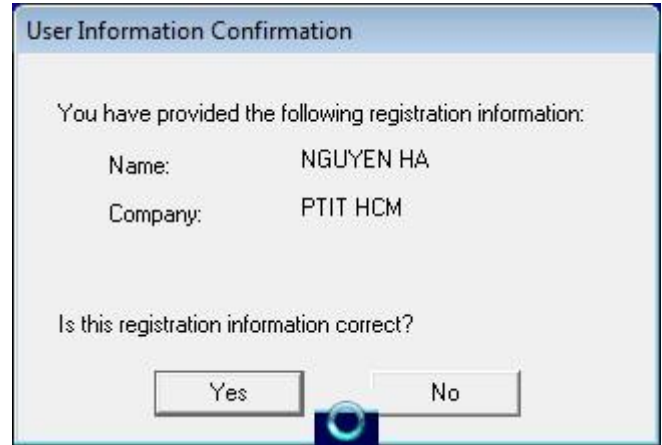 User Information Confirmation
You have provided the following registration information:
Name: NGUYEN HA
Company: PTIT HCM
Is this registration information correct?
Yes No